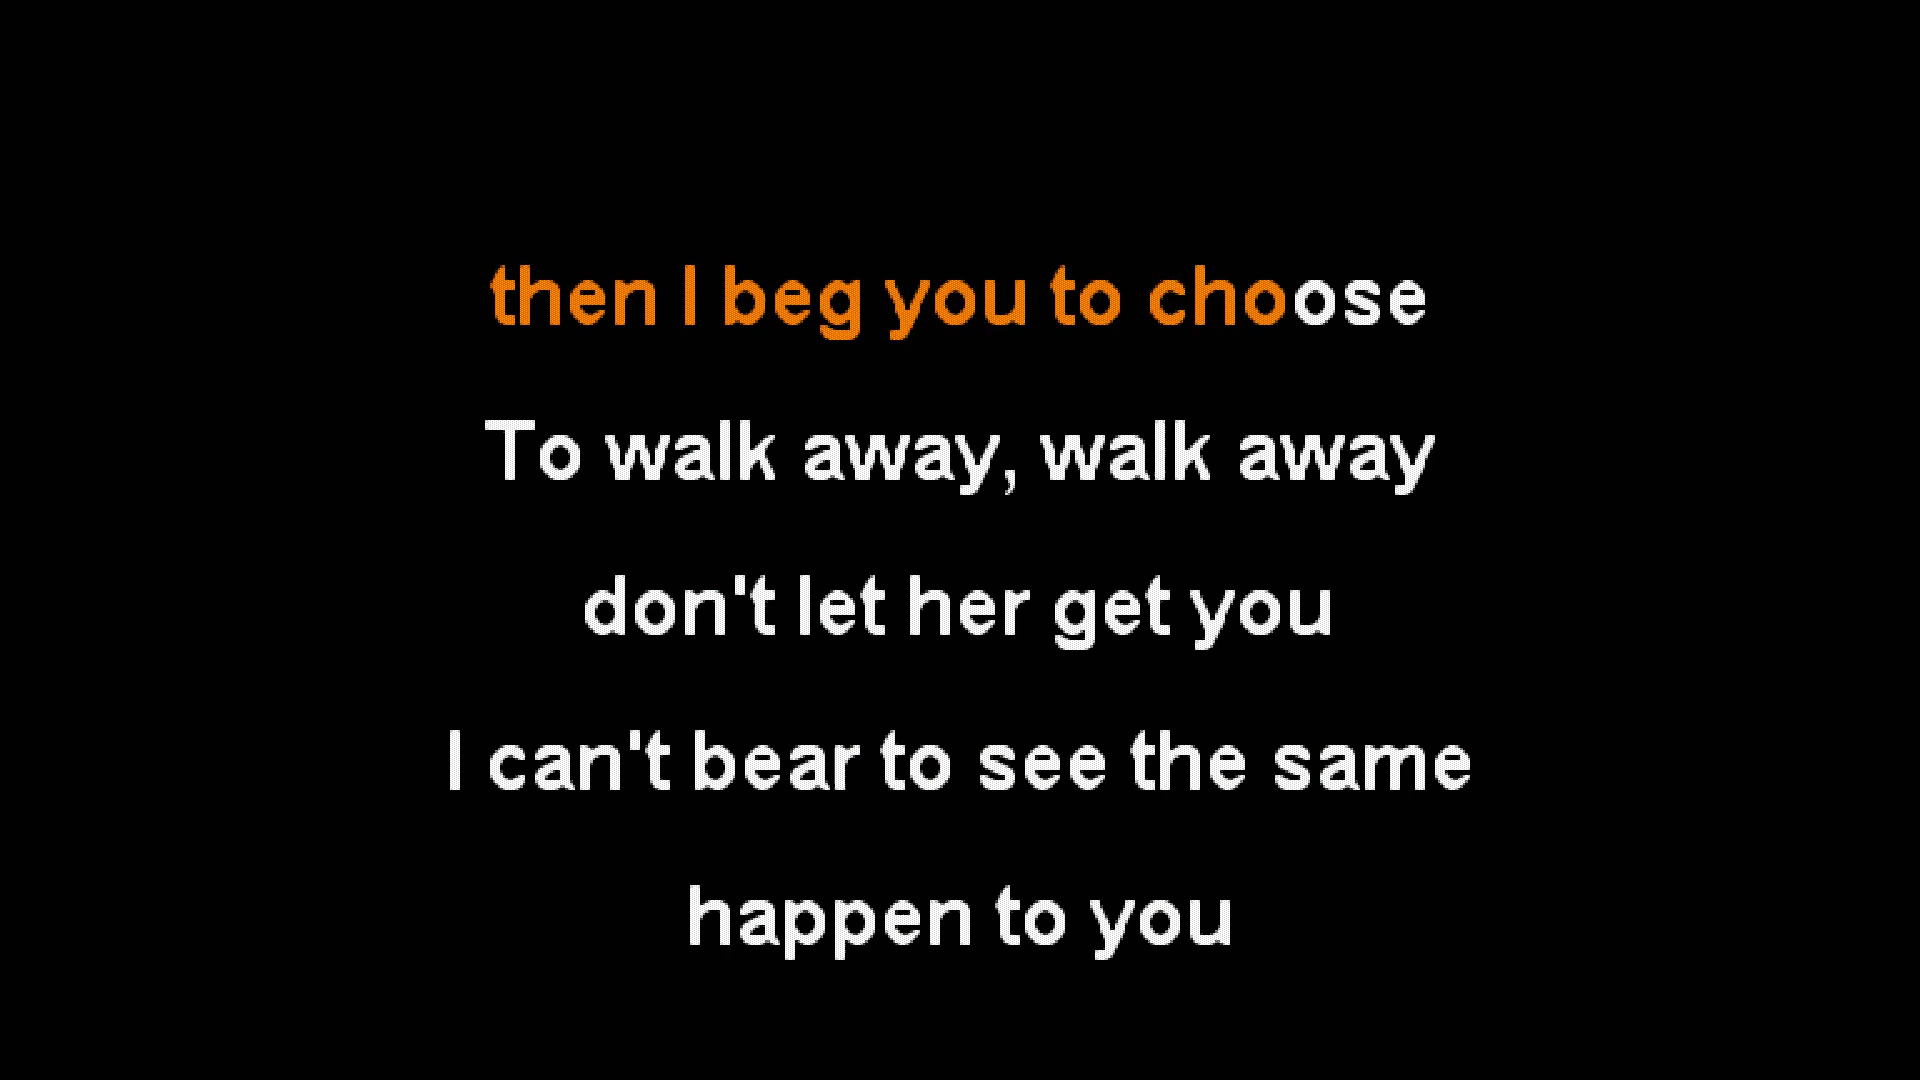 then I beg you to choose
To walk away, walk away
don't let her get you
I can't bear to see the same
happen to you